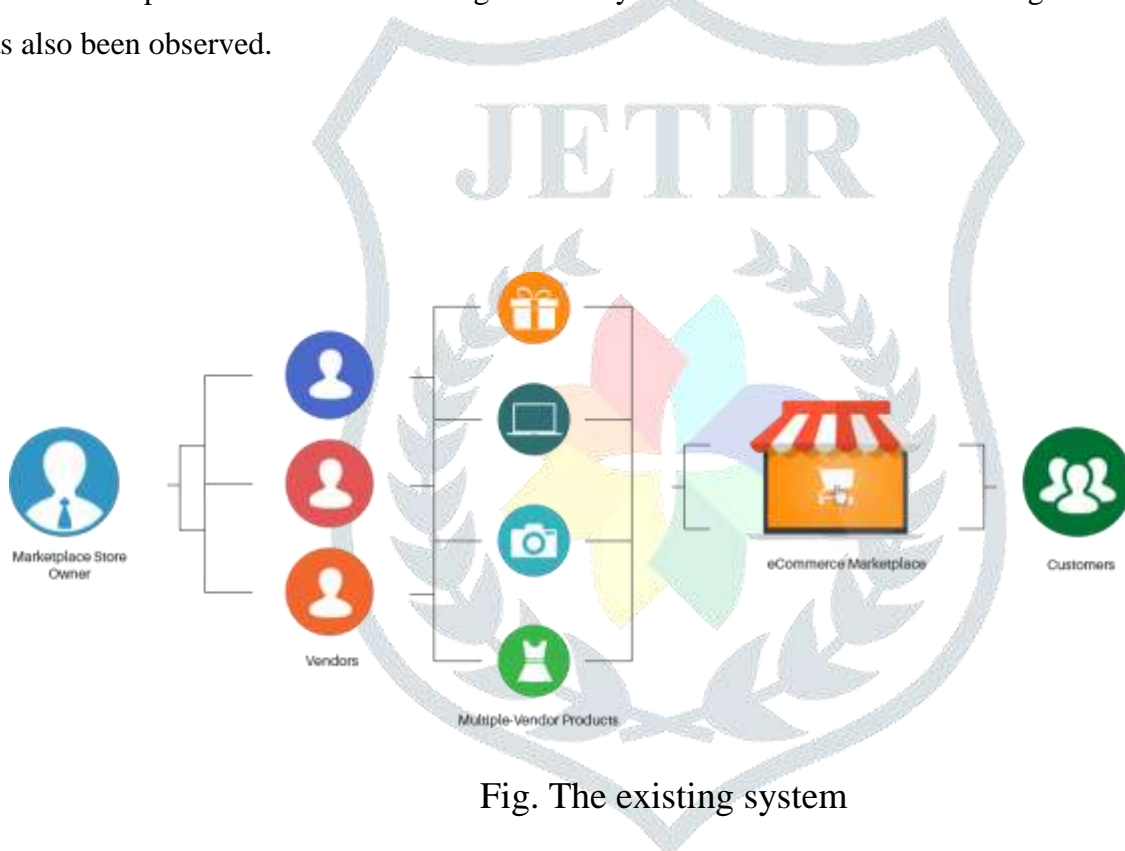 s also been observed.
JETIR
Marketplace Store
Owner
Vendors
Multiple-Vendor Products
eCommerce Marketplace
Customers
Fig. The existing system